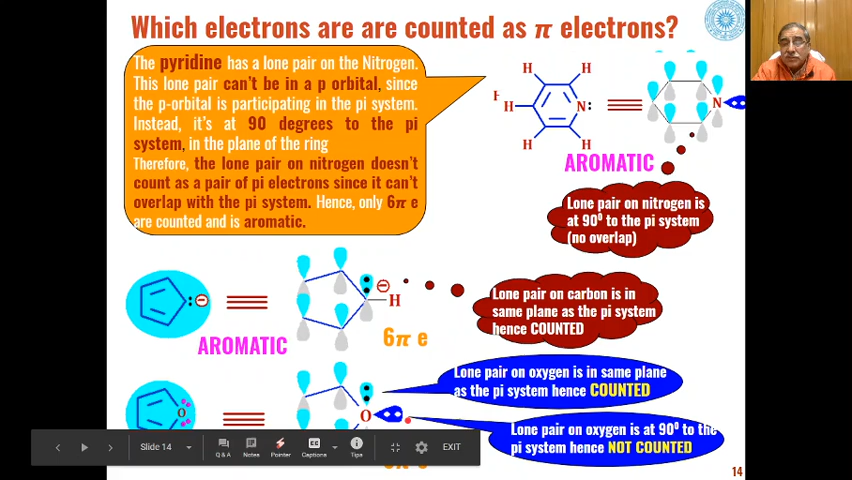 Which electrons are are counted as π electrons?
The pyridine has a lone pair on the Nitrogen.
This lone pair can't be in a p orbital, since
the p-orbital is participating in the pi system.
Instead, it's at 90 degrees to the pi
system, in the plane of the ring
Therefore, the lone pair on nitrogen doesn't
count as a pair of pi electrons since it can't
overlap with the pi system. Hence, only 6π e
are counted and is aromatic.
H H
H N:
H H
N
AROMATIC
Lone pair on nitrogen is
at 90⁰ to the pi system
(no overlap)
H
Lone pair on carbon is in
same plane as the pi system
hence COUNTED
AROMATIC
6π e
Lone pair on oxygen is in same plane
as the pi system hence COUNTED
O
O
Lone pair on oxygen is at 90⁰ to the
pi system hence NOT COUNTED
Slide 14
Q & A
Notes
Pointer
Captions
Tips
EXIT
14